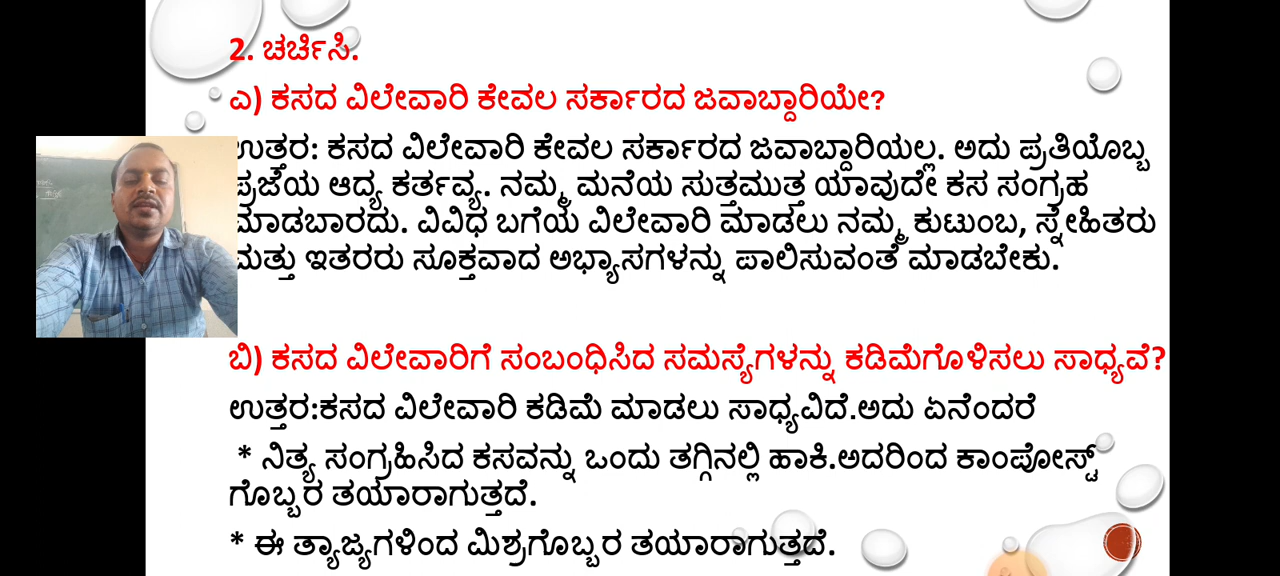 2. ಚರ್ಚಿಸಿ.
ಎ) ಕಸದ ವಿಲೇವಾರಿ ಕೇವಲ ಸರ್ಕಾರದ ಜವಾಬ್ದಾರಿಯೇ?
ಉತ್ತರ: ಕಸದ ವಿಲೇವಾರಿ ಕೇವಲ ಸರ್ಕಾರದ ಜವಾಬ್ದಾರಿಯಲ್ಲ. ಅದು ಪ್ರತಿಯೊಬ್ಬ
ಪ್ರಜೆಯ ಆದ್ಯ ಕರ್ತವ್ಯ. ನಮ್ಮ ಮನೆಯ ಸುತ್ತಮುತ್ತ ಯಾವುದೇ ಕಸ ಸಂಗ್ರಹ
ಮಾಡಬಾರದು. ವಿವಿಧ ಬಗೆಯ ವಿಲೇವಾರಿ ಮಾಡಲು ನಮ್ಮ ಕುಟುಂಬ, ಸ್ನೇಹಿತರು
ಮತ್ತು ಇತರರು ಸೂಕ್ತವಾದ ಅಭ್ಯಾಸಗಳನ್ನು ಪಾಲಿಸುವಂತೆ ಮಾಡಬೇಕು.
ಬಿ) ಕಸದ ವಿಲೇವಾರಿಗೆ ಸಂಬಂಧಿಸಿದ ಸಮಸ್ಯೆಗಳನ್ನು ಕಡಿಮೆಗೊಳಿಸಲು ಸಾಧ್ಯವೆ?
ಉತ್ತರ:ಕಸದ ವಿಲೇವಾರಿ ಕಡಿಮೆ ಮಾಡಲು ಸಾಧ್ಯವಿದೆ.ಅದು ಏನೆಂದರೆ
* ನಿತ್ಯ ಸಂಗ್ರಹಿಸಿದ ಕಸವನ್ನು ಒಂದು ತಗ್ಗಿನಲ್ಲಿ ಹಾಕಿ.ಅದರಿಂದ ಕಾಂಪೋಸ್ಟ್
ಗೊಬ್ಬರ ತಯಾರಾಗುತ್ತದೆ.
* ಈ ತ್ಯಾಜ್ಯಗಳಿಂದ ಮಿಶ್ರಗೊಬ್ಬರ ತಯಾರಾಗುತ್ತದೆ.